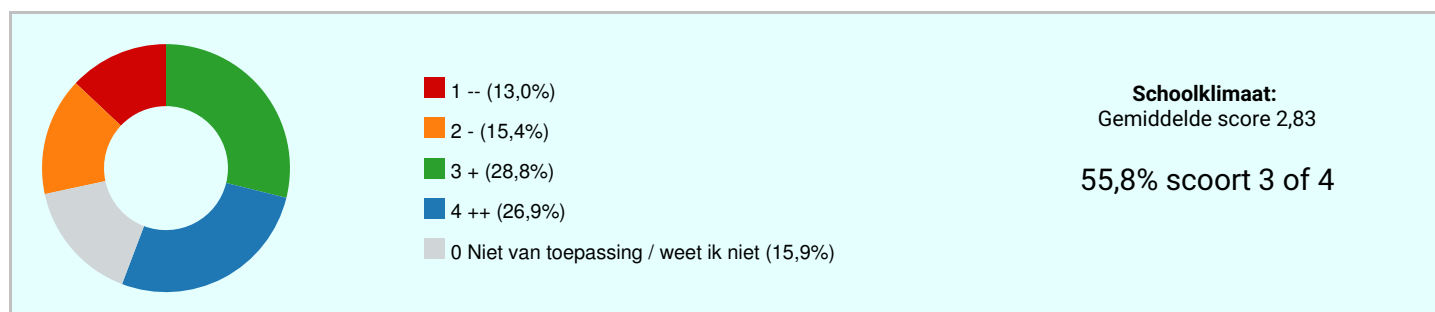 1 -- (13,0%)
2 - (15,4%)
3 + (28,8%)
4 ++ (26,9%)
0 Niet van toepassing / weet ik niet (15,9%)
Schoolklimaat:
Gemiddelde score 2,83
55,8% scoort 3 of 4